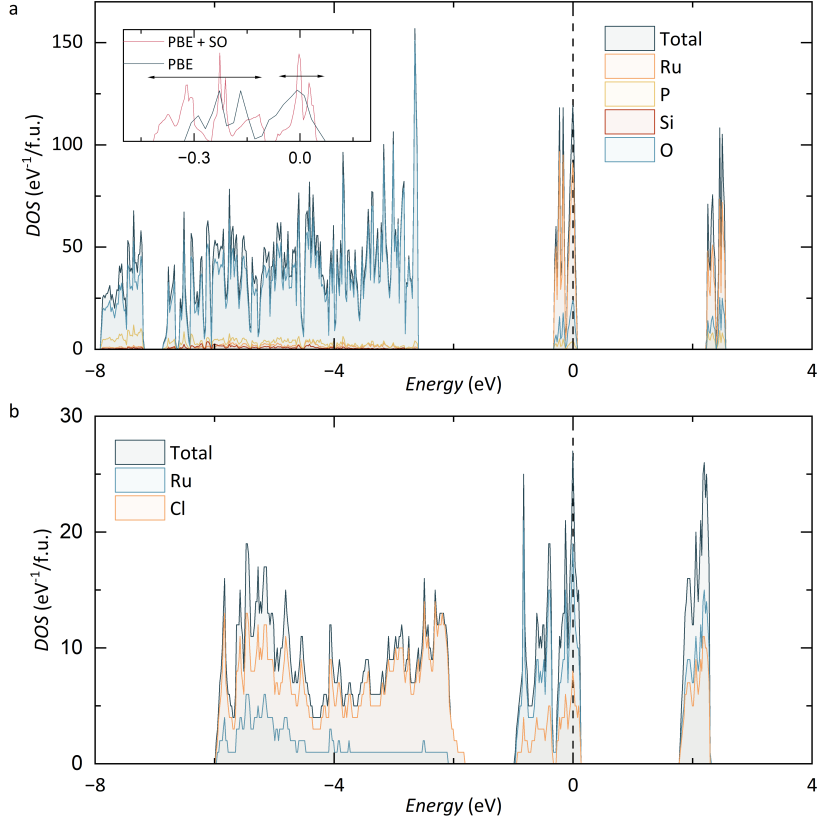 a
DOS (eV⁻¹/f.u.)
150
100
50
0
PBE + SO
PBE
−0.3 0.0
Total
Ru
P
Si
O
−8 −4 0 4
Energy (eV)
b
DOS (eV⁻¹/f.u.)
30
20
10
0
Total
Ru
Cl
−8 −4 0 4
Energy (eV)